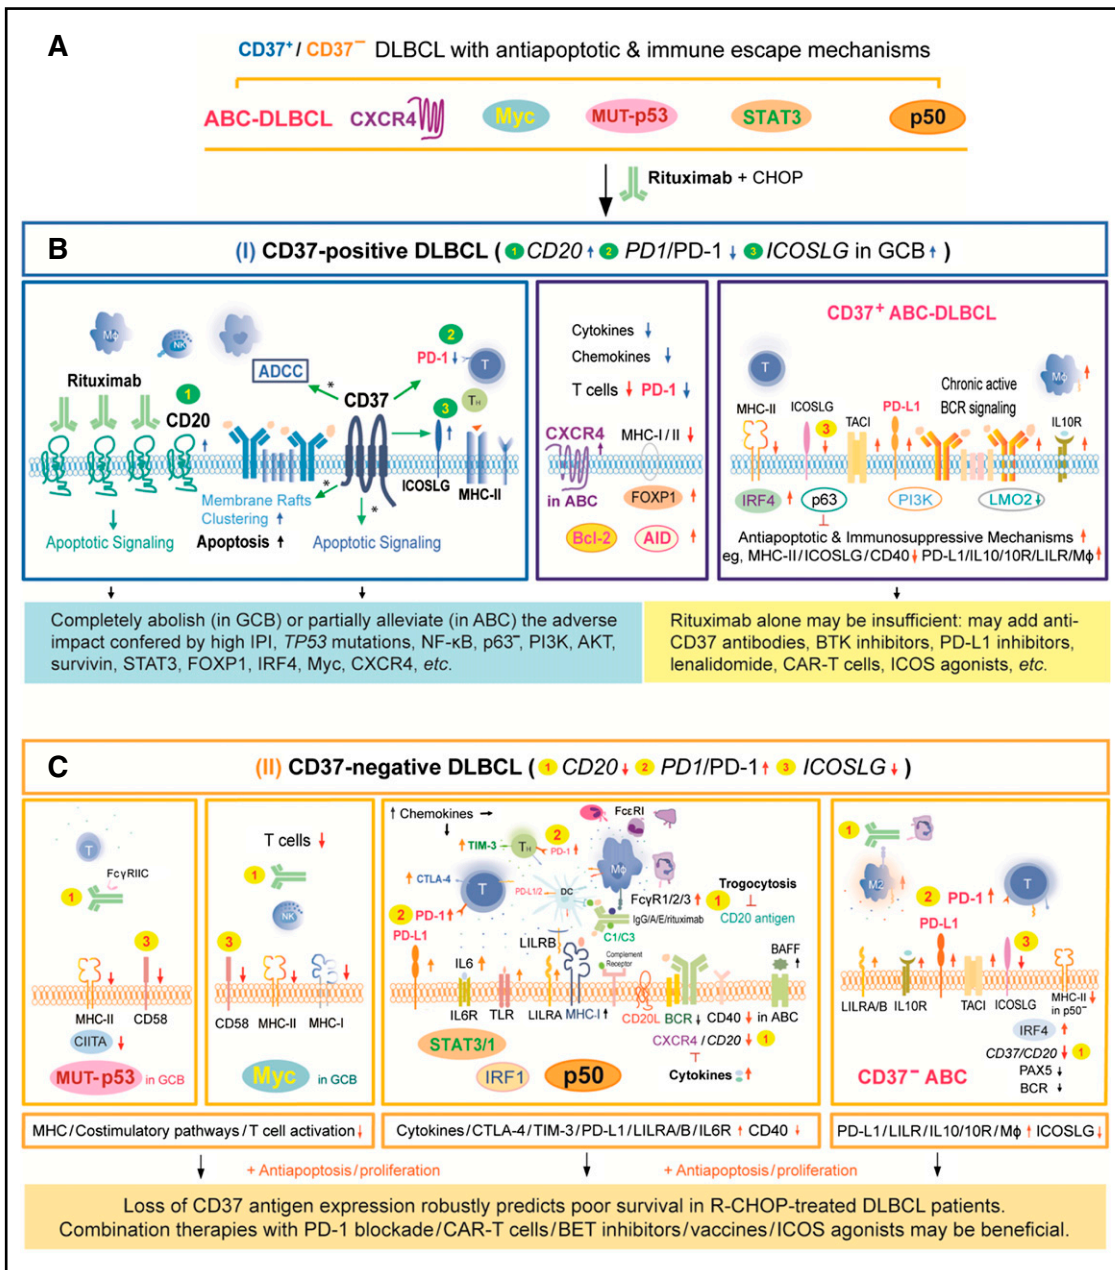 A
CD37⁺ / CD37⁻ DLBCL with antiapoptotic & immune escape mechanisms
ABC-DLBCL CXCR4 Myc MUT-p53 STAT3 p50
Rituximab + CHOP
B
(I) CD37-positive DLBCL ( 1 CD20 ↑ 2 PD1/PD-1 ↓ 3 ICOSLG in GCB ↑ )
Mϕ
NK
Rituximab
1
CD20 ↑
ADCC
*
CD37
2
PD-1 ↓
T
3
TH
↑
ICOSLG
MHC-II
Membrane Rafts
Clustering ↑
*
*
Apoptotic Signaling
Apoptosis ↑
Apoptotic Signaling
Cytokines ↓
Chemokines ↓
T cells ↓ PD-1 ↓
CXCR4 ↑
in ABC
MHC-I / II ↓
FOXP1 ↑
Bcl-2
AID ↑
CD37⁺ ABC-DLBCL
T
Mϕ ↑
Chronic active
BCR signaling
MHC-II ↓
ICOSLG
3 ↓
TACI ↑
PD-L1 ↑
IL10R ↑
IRF4 ↑
p63
PI3K
LMO2 ↓
Antiapoptotic & Immunosuppressive Mechanisms ↑
eg, MHC-II/ICOSLG/CD40 ↓ PD-L1/IL10/10R/LILR/Mϕ ↑
Completely abolish (in GCB) or partially alleviate (in ABC) the adverse
impact confered by high IPI, TP53 mutations, NF-κB, p63⁻, PI3K, AKT,
survivin, STAT3, FOXP1, IRF4, Myc, CXCR4, etc.
Rituximab alone may be insufficient: may add anti-
CD37 antibodies, BTK inhibitors, PD-L1 inhibitors,
lenalidomide, CAR-T cells, ICOS agonists, etc.
C
(II) CD37-negative DLBCL ( 1 CD20 ↓ 2 PD1/PD-1 ↑ 3 ICOSLG ↓ )
T
FcγRIIC
1
3
MHC-II
CD58
CIITA ↓
MUT-p53 in GCB
T cells ↓
1
NK
3
CD58
MHC-II
MHC-I
Myc in GCB
↑ Chemokines →
↑ TIM-3
TH
2
PD-1 ↑
FcεRI
Mϕ
↑ CTLA-4
T
PD-L1/2
DC
2 PD-1 ↑
PD-L1
FcγR1/2/3 ↑ 1
IgG/A/E/rituximab
Trogocytosis
CD20 antigen
C1/C3
Complement
Receptor
LILRB
IL6 ↑
BAFF
IL6R
TLR
LILRA
MHC-I ↑
CD20L
BCR ↓
CD40 ↓ in ABC
CXCR4 / CD20 ↓ 1
Cytokines ↑
STAT3/1
IRF1
p50
1
M2 ↑
2 PD-1 ↑
T
PD-L1
3
LILRA/B
IL10R
TACI
ICOSLG
MHC-II
in p50⁻
IRF4 ↑
CD37/CD20 ↓ 1
PAX5 ↓
BCR ↓
CD37⁻ ABC
MHC/Costimulatory pathways/T cell activation ↓
Cytokines/CTLA-4/TIM-3/PD-L1/LILRA/B/IL6R ↑ CD40 ↓
PD-L1/LILR/IL10/10R/Mϕ ↑ ICOSLG ↓
+ Antiapoptosis/proliferation
+ Antiapoptosis/proliferation
Loss of CD37 antigen expression robustly predicts poor survival in R-CHOP-treated DLBCL patients.
Combination therapies with PD-1 blockade/CAR-T cells/BET inhibitors/vaccines/ICOS agonists may be beneficial.